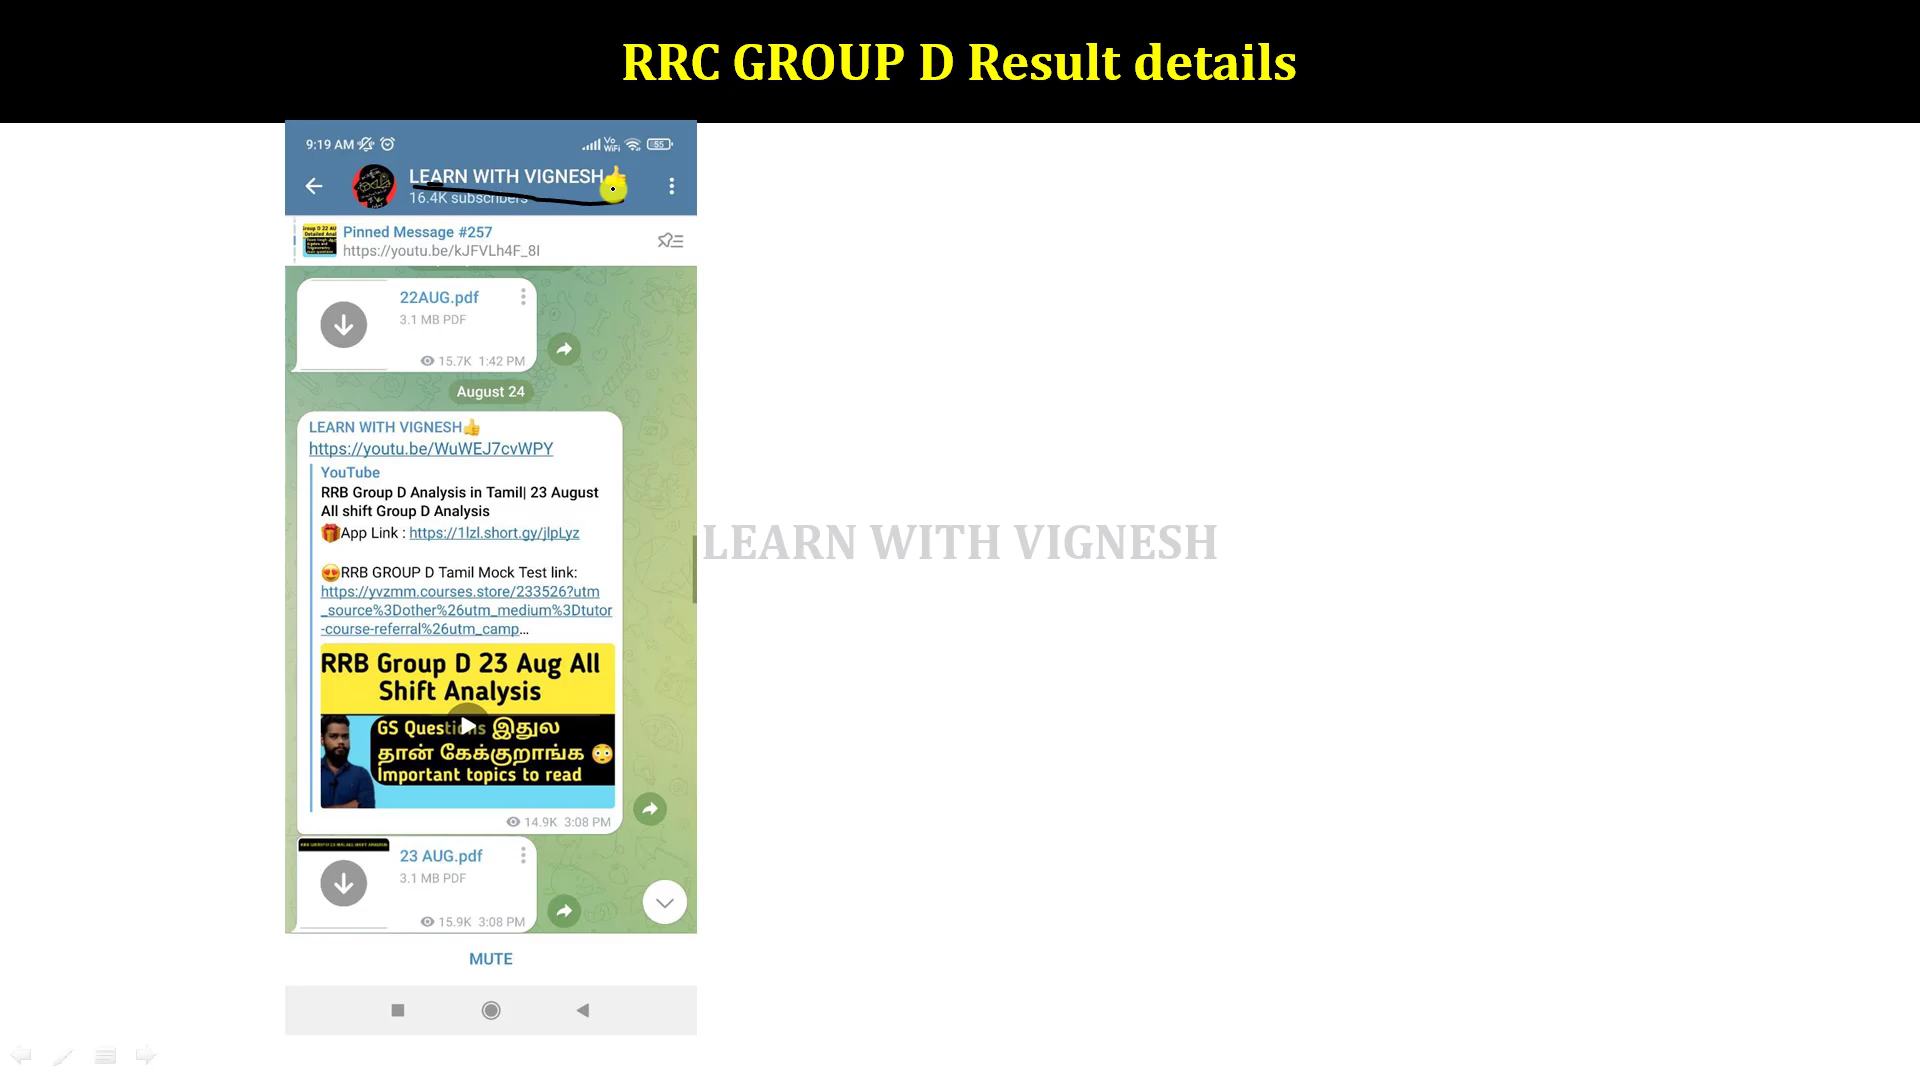 RRC GROUP D Result details
9:19 AM
Vo
WiFi
55
LEARN WITH VIGNESH👍
16.4K subscribers
Pinned Message #257
https://youtu.be/kJFVLh4F_8I
22AUG.pdf
3.1 MB PDF
15.7K 1:42 PM
August 24
LEARN WITH VIGNESH👍
https://youtu.be/WuWEJ7cvWPY
YouTube
RRB Group D Analysis in Tamil| 23 August
All shift Group D Analysis
🎁App Link : https://1lzl.short.gy/jlpLyz
😍RRB GROUP D Tamil Mock Test link:
https://yvzmm.courses.store/233526?utm
_source%3Dother%26utm_medium%3Dtutor
-course-referral%26utm_camp...
RRB Group D 23 Aug All
Shift Analysis
GS Questions இதுல
தான் கேக்குறாங்க 😳
Important topics to read
14.9K 3:08 PM
23 AUG.pdf
3.1 MB PDF
15.9K 3:08 PM
MUTE
LEARN WITH VIGNESH